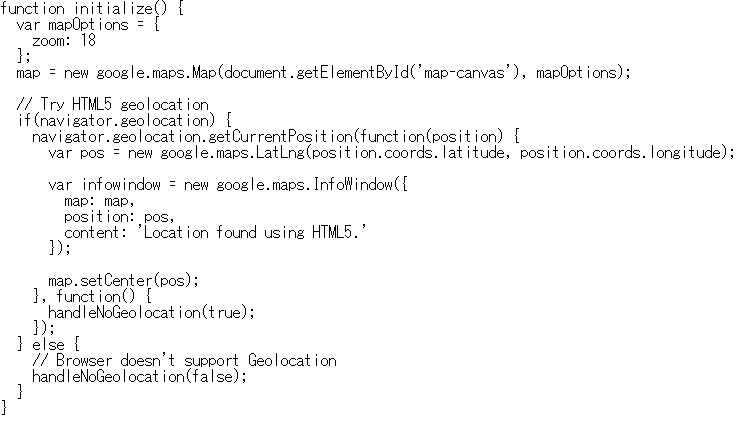 function initialize() {
  var mapOptions = {
    zoom: 18
  };
  map = new google.maps.Map(document.getElementById('map-canvas'), mapOptions);

  // Try HTML5 geolocation
  if(navigator.geolocation) {
    navigator.geolocation.getCurrentPosition(function(position) {
      var pos = new google.maps.LatLng(position.coords.latitude, position.coords.longitude);

      var infowindow = new google.maps.InfoWindow({
        map: map,
        position: pos,
        content: 'Location found using HTML5.'
      });

      map.setCenter(pos);
    }, function() {
      handleNoGeolocation(true);
    });
  } else {
    // Browser doesn't support Geolocation
    handleNoGeolocation(false);
  }
}